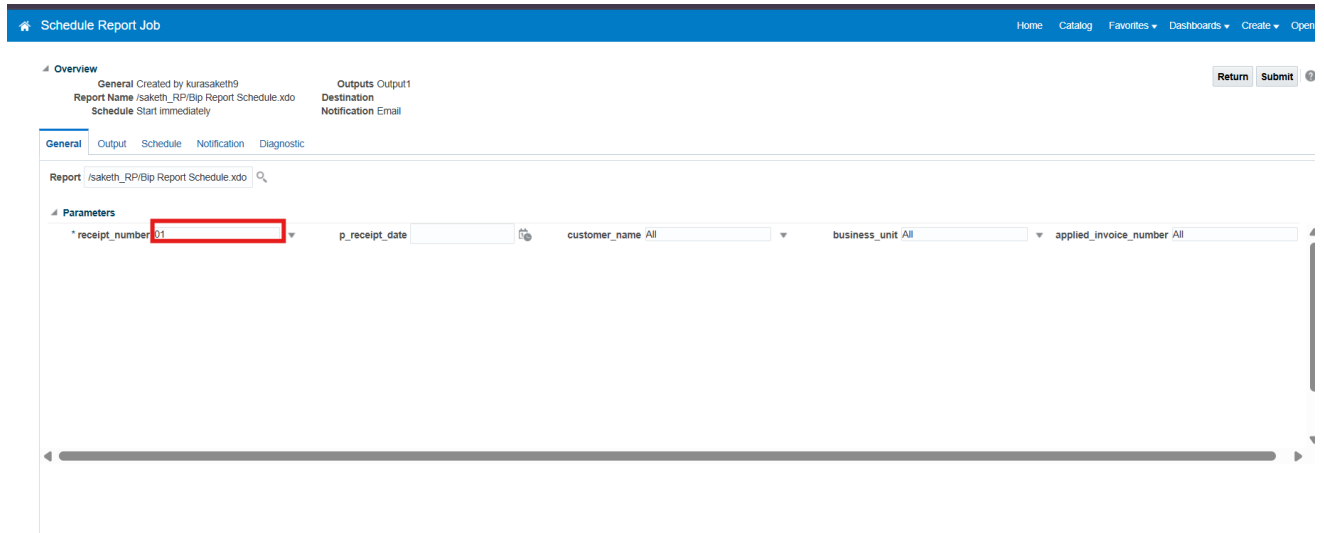 Schedule Report Job Home Catalog Favorites Dashboards Create Open
Overview
General Created by kurasaketh9 Outputs Output1 Return Submit
Report Name /saketh_RP/Bip Report Schedule.xdo Destination
Schedule Start immediately Notification Email
General Output Schedule Notification Diagnostic
Report /saketh_RP/Bip Report Schedule.xdo
Parameters
* receipt_number 01 p_receipt_date customer_name All business_unit All applied_invoice_number All